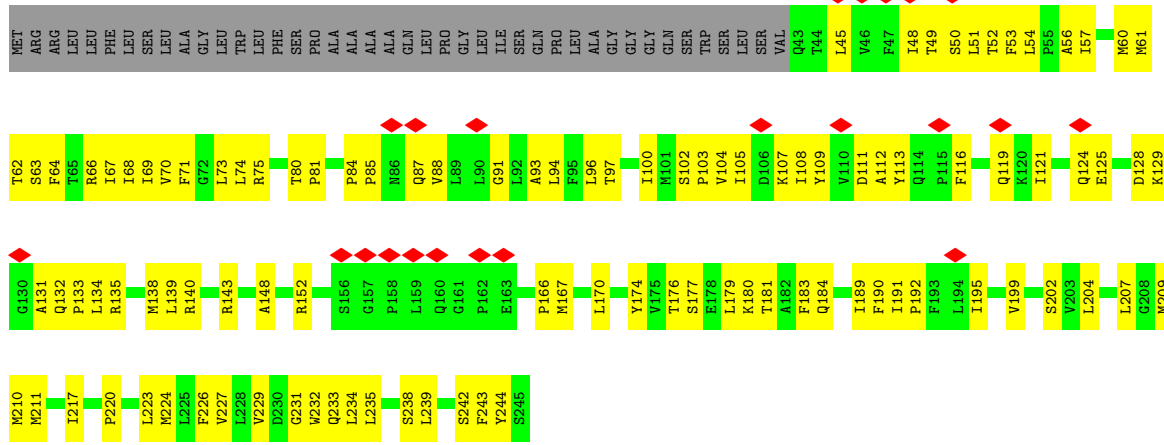 MET ARG ARG LEU LEU PHE LEU SER LEU ALA GLY LEU TRP LEU PHE SER PRO ALA ALA ALA ALA GLN LEU PRO GLY LEU ILE SER GLN PRO LEU ALA GLY GLY GLY GLN SER TRP SER LEU SER VAL Q43 T44 L45 V46 F47 I48 T49 S50 L51 T52 F53 L54 P55 A56 I57 M60 M61
T62 S63 F64 T65 R66 I67 I68 I69 V70 F71 G72 L73 L74 R75 T80 P81 P84 P85 N86 Q87 V88 L89 L90 G91 L92 A93 L94 F95 L96 T97 I100 M101 S102 P103 V104 I105 D106 K107 I108 Y109 V110 D111 A112 Y113 Q114 P115 F116 Q119 K120 I121 Q124 E125 D128 K129
G130 A131 Q132 P133 L134 R135 M138 L139 R140 R143 A148 R152 S156 G157 P158 L159 Q160 G161 P162 E163 P166 M167 L170 Y174 V175 T176 S177 E178 L179 K180 T181 A182 F183 Q184 I189 F190 I191 P192 F193 L194 I195 V199 S202 V203 L204 L207 G208 M209
M210 M211 I217 P220 L223 M224 L225 F226 V227 L228 V229 D230 G231 W232 Q233 L234 L235 S238 L239 S242 F243 Y244 S245